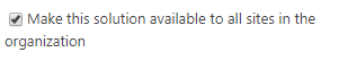 Make this solution available to all sites in the
organization